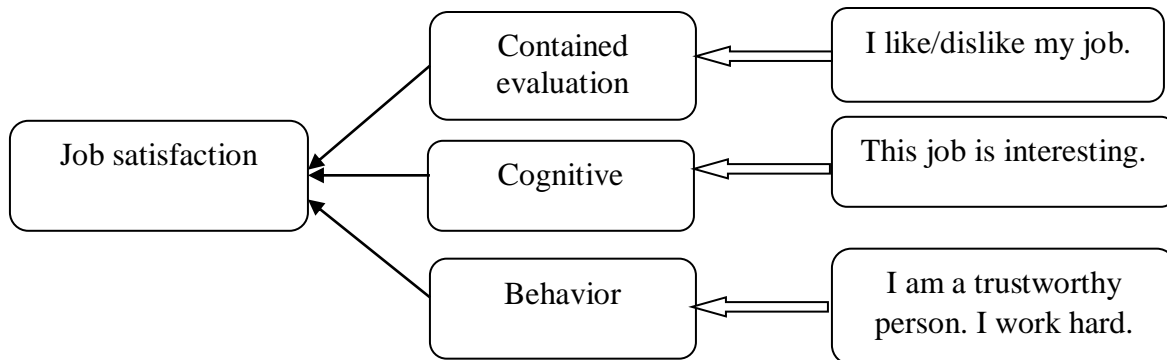 Contained
evaluation
I like/dislike my job.
Job satisfaction
Cognitive
This job is interesting.
Behavior
I am a trustworthy
person. I work hard.